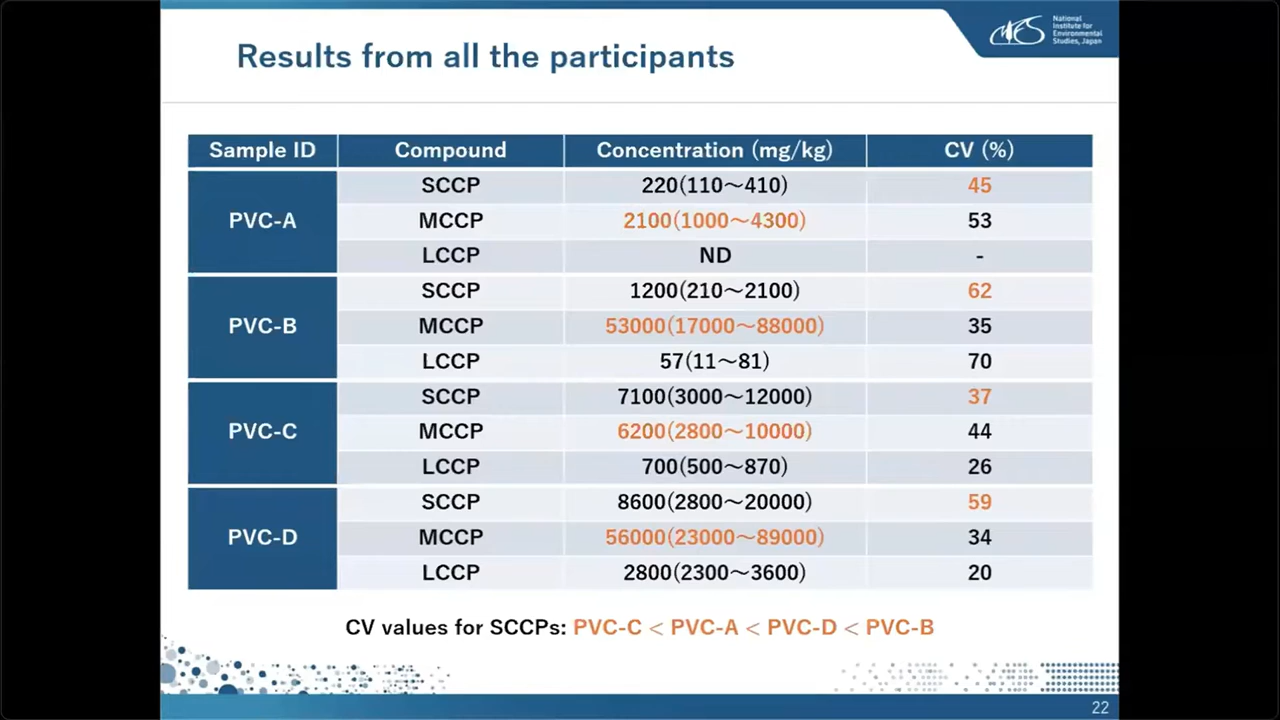 National
Institute for
Environmental
Studies, Japan
Results from all the participants
Sample ID Compound Concentration (mg/kg) CV (%)
PVC-A
SCCP 220(110～410) 45
MCCP 2100(1000～4300) 53
LCCP ND -
PVC-B
SCCP 1200(210～2100) 62
MCCP 53000(17000～88000) 35
LCCP 57(11～81) 70
PVC-C
SCCP 7100(3000～12000) 37
MCCP 6200(2800～10000) 44
LCCP 700(500～870) 26
PVC-D
SCCP 8600(2800～20000) 59
MCCP 56000(23000～89000) 34
LCCP 2800(2300～3600) 20
CV values for SCCPs: PVC-C < PVC-A < PVC-D < PVC-B
22